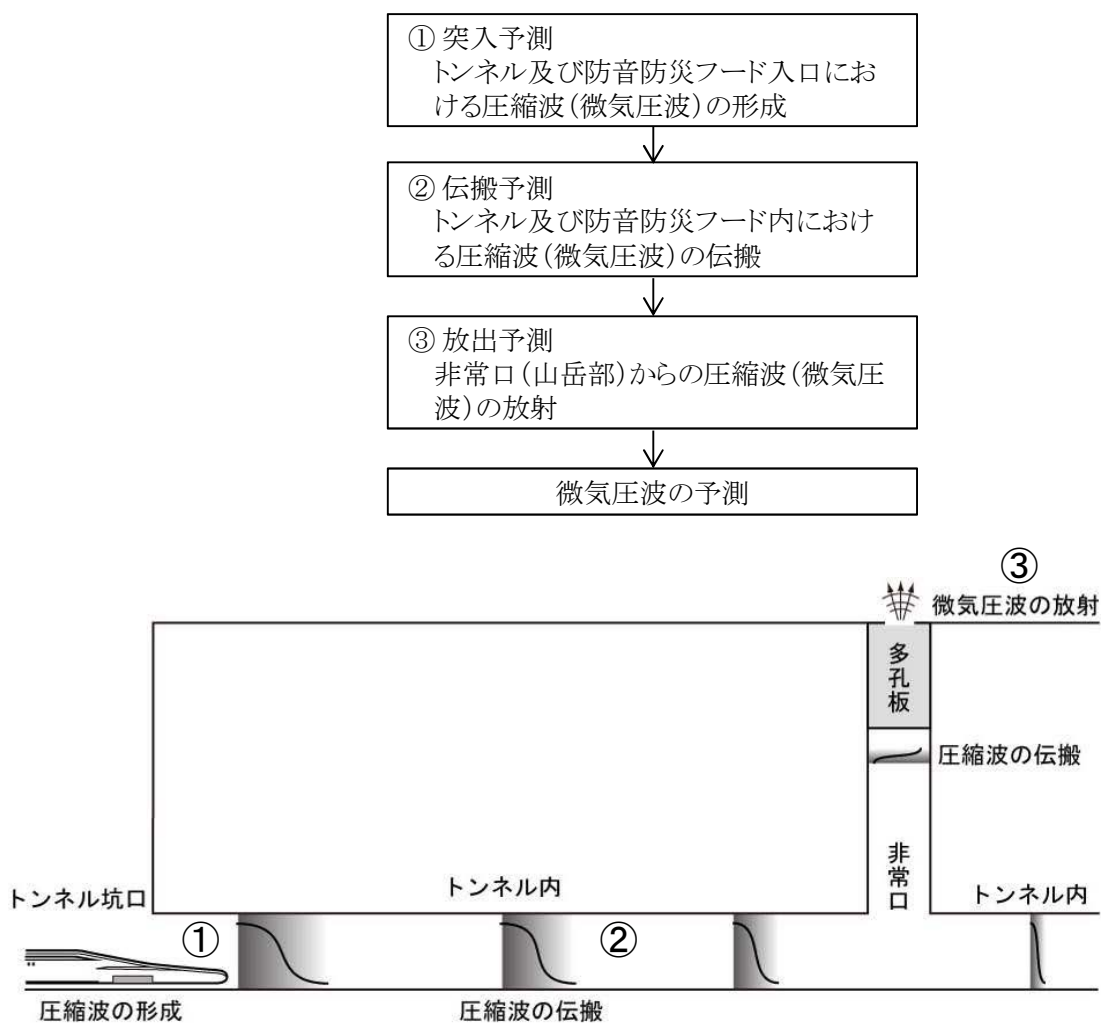 ① 突入予測
トンネル及び防音防災フード入口にお
ける圧縮波(微気圧波)の形成
② 伝搬予測
トンネル及び防音防災フード内におけ
る圧縮波(微気圧波)の伝搬
③ 放出予測
非常口(山岳部)からの圧縮波(微気圧
波)の放射
微気圧波の予測
③
微気圧波の放射
多孔板
圧縮波の伝搬
非常口
トンネル坑口
トンネル内
トンネル内
①
②
圧縮波の形成
圧縮波の伝搬